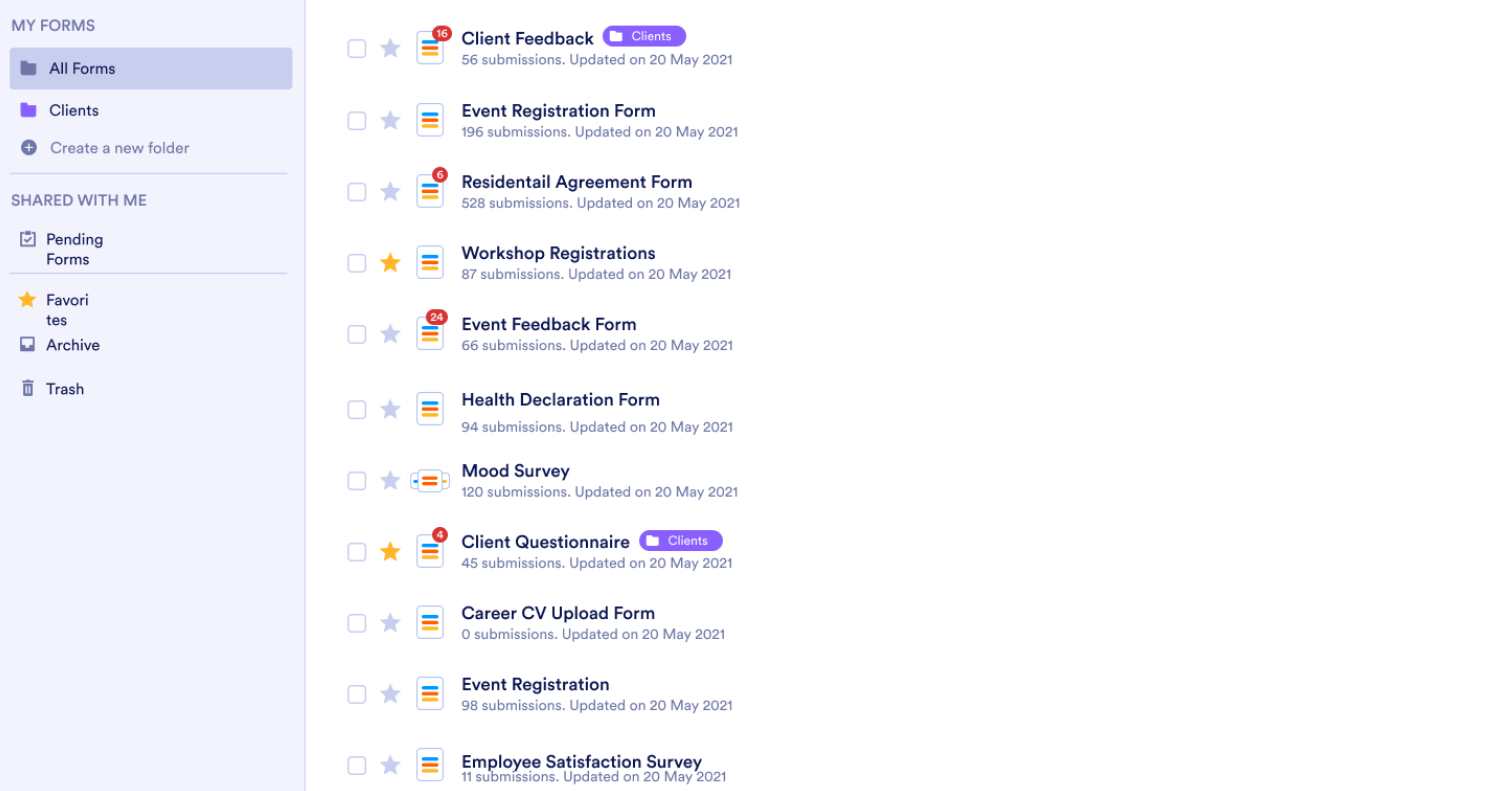 MY FORMS
All Forms
Clients
Create a new folder
SHARED WITH ME
Pending
Forms
Favori
tes
Archive
Trash
16
Client Feedback Clients
56 submissions. Updated on 20 May 2021
Event Registration Form
196 submissions. Updated on 20 May 2021
6
Residentail Agreement Form
528 submissions. Updated on 20 May 2021
Workshop Registrations
87 submissions. Updated on 20 May 2021
24
Event Feedback Form
66 submissions. Updated on 20 May 2021
Health Declaration Form
94 submissions. Updated on 20 May 2021
Mood Survey
120 submissions. Updated on 20 May 2021
4
Client Questionnaire Clients
45 submissions. Updated on 20 May 2021
Career CV Upload Form
0 submissions. Updated on 20 May 2021
Event Registration
98 submissions. Updated on 20 May 2021
Employee Satisfaction Survey
11 submissions. Updated on 20 May 2021